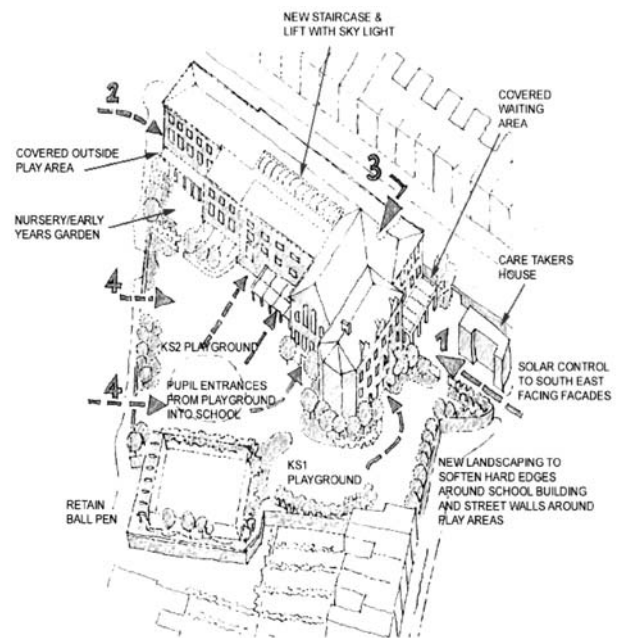 NEW STAIRCASE &
LIFT WITH SKY LIGHT
COVERED
WAITING
AREA
2
COVERED OUTSIDE
PLAY AREA
3
NURSERY/EARLY
YEARS GARDEN
CARE TAKERS
HOUSE
4
1
KS2 PLAYGROUND
SOLAR CONTROL
TO SOUTH EAST
FACING FACADES
4
PUPIL ENTRANCES
FROM PLAYGROUND
INTO SCHOOL
KS1
PLAYGROUND
NEW LANDSCAPING TO
SOFTEN HARD EDGES
AROUND SCHOOL BUILDING
AND STREET WALLS AROUND
PLAY AREAS
RETAIN
BALL PEN